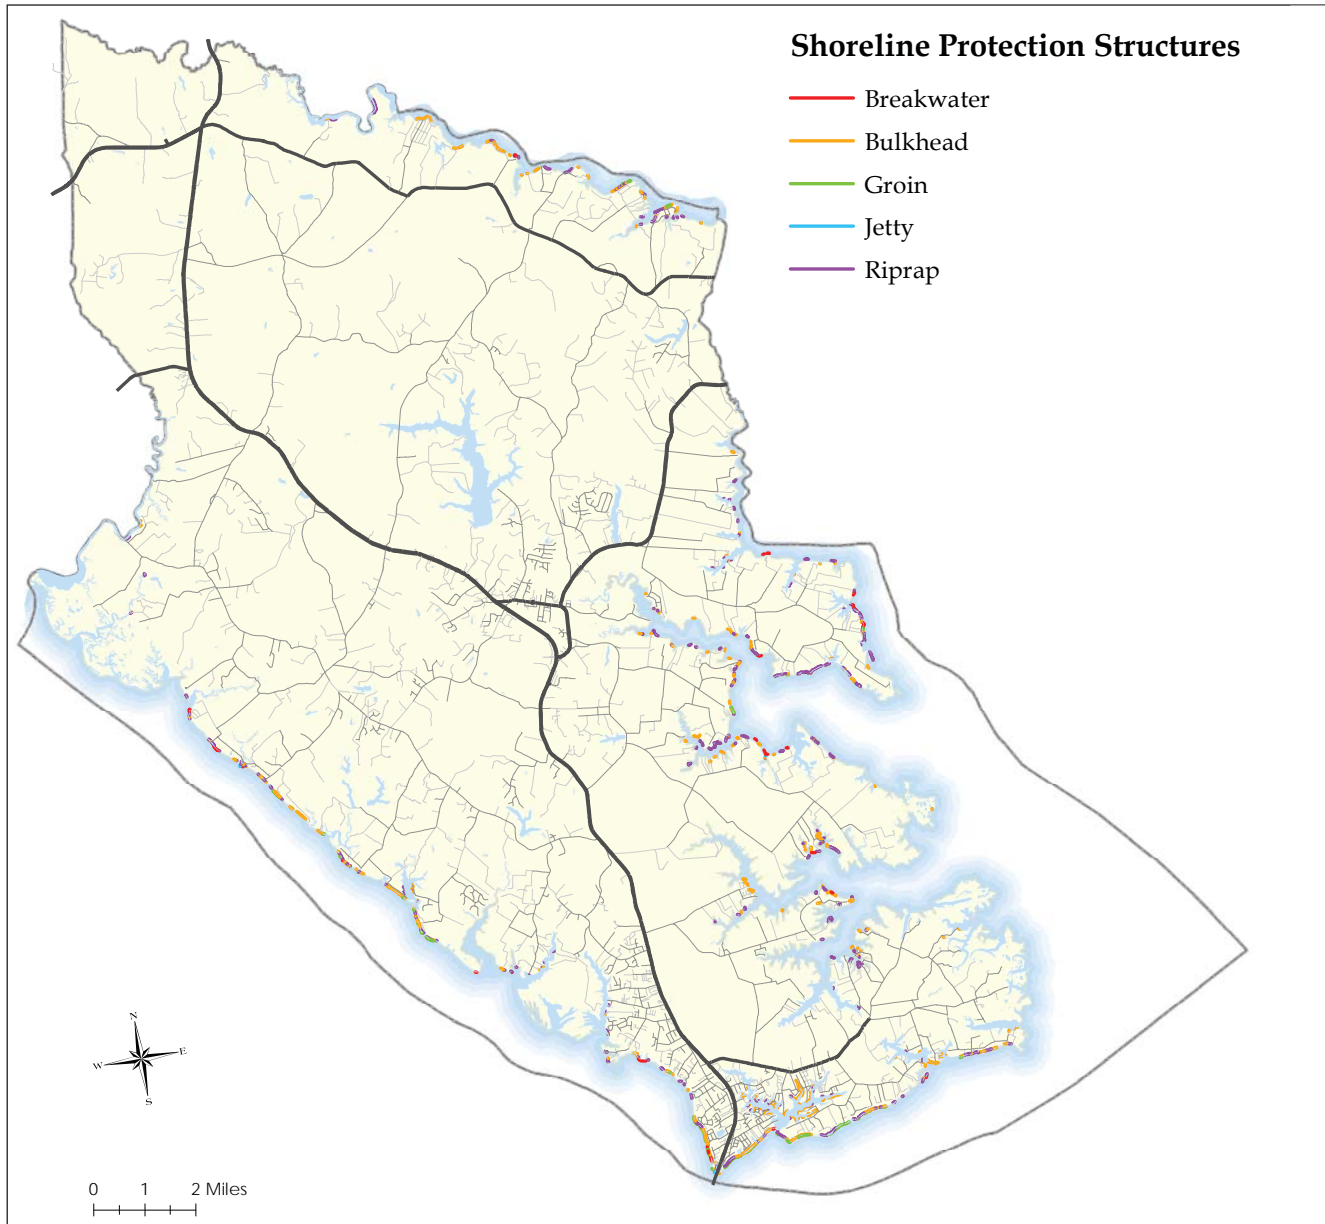 Shoreline Protection Structures
Breakwater
Bulkhead
Groin
Jetty
Riprap
N
W E
S
0 1 2 Miles